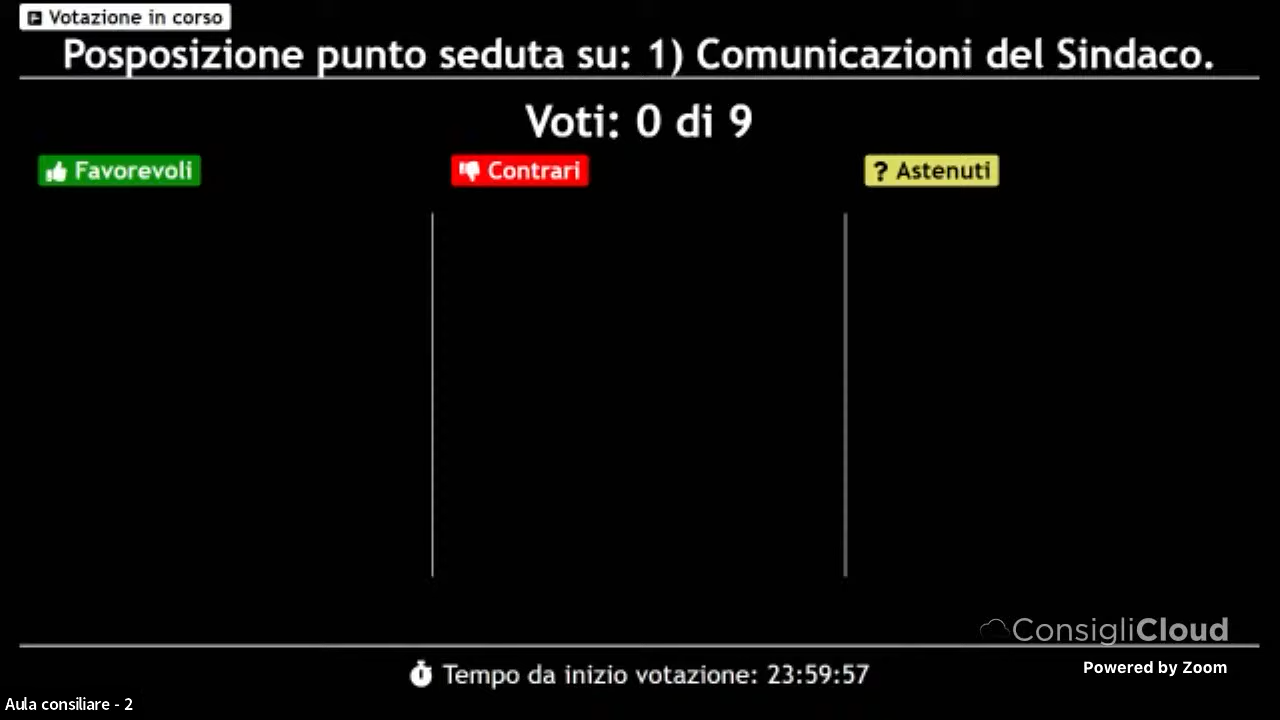 Votazione in corso
Posposizione punto seduta su: 1) Comunicazioni del Sindaco.
Voti: 0 di 9
Favorevoli
Contrari
? Astenuti
ConsigliCloud
Tempo da inizio votazione: 23:59:57
Powered by Zoom
Aula consiliare - 2